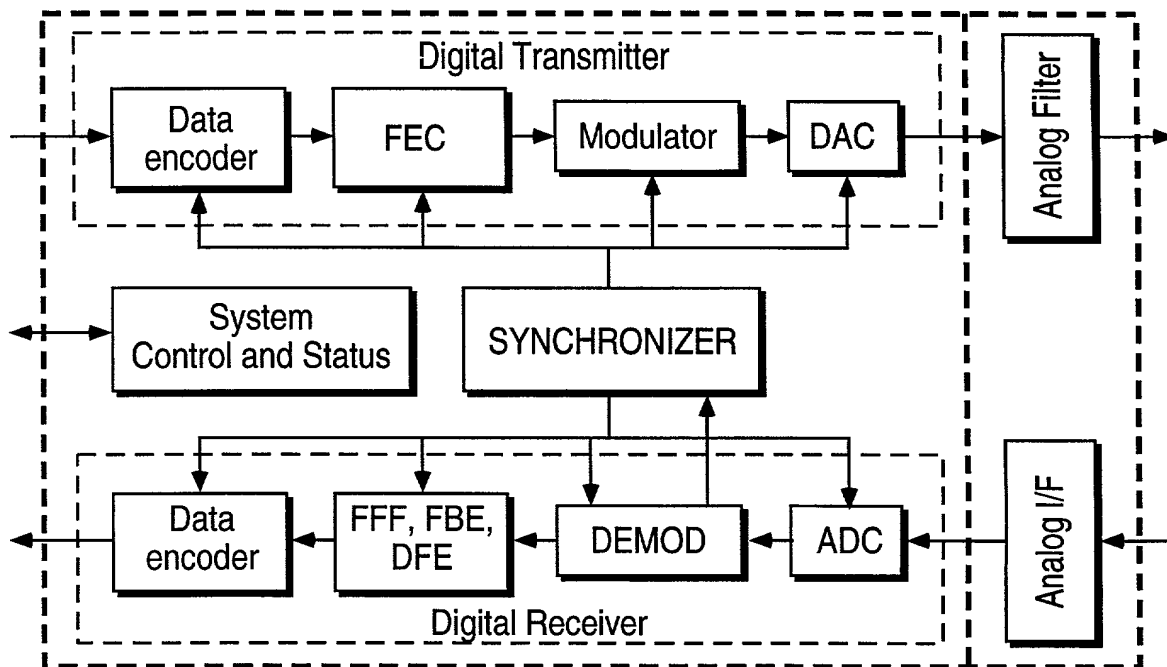 Digital Transmitter
Data
encoder
FEC
Modulator
DAC
Analog Filter
System
Control and Status
SYNCHRONIZER
Data
encoder
FFF, FBE,
DFE
DEMOD
ADC
Analog I/F
Digital Receiver